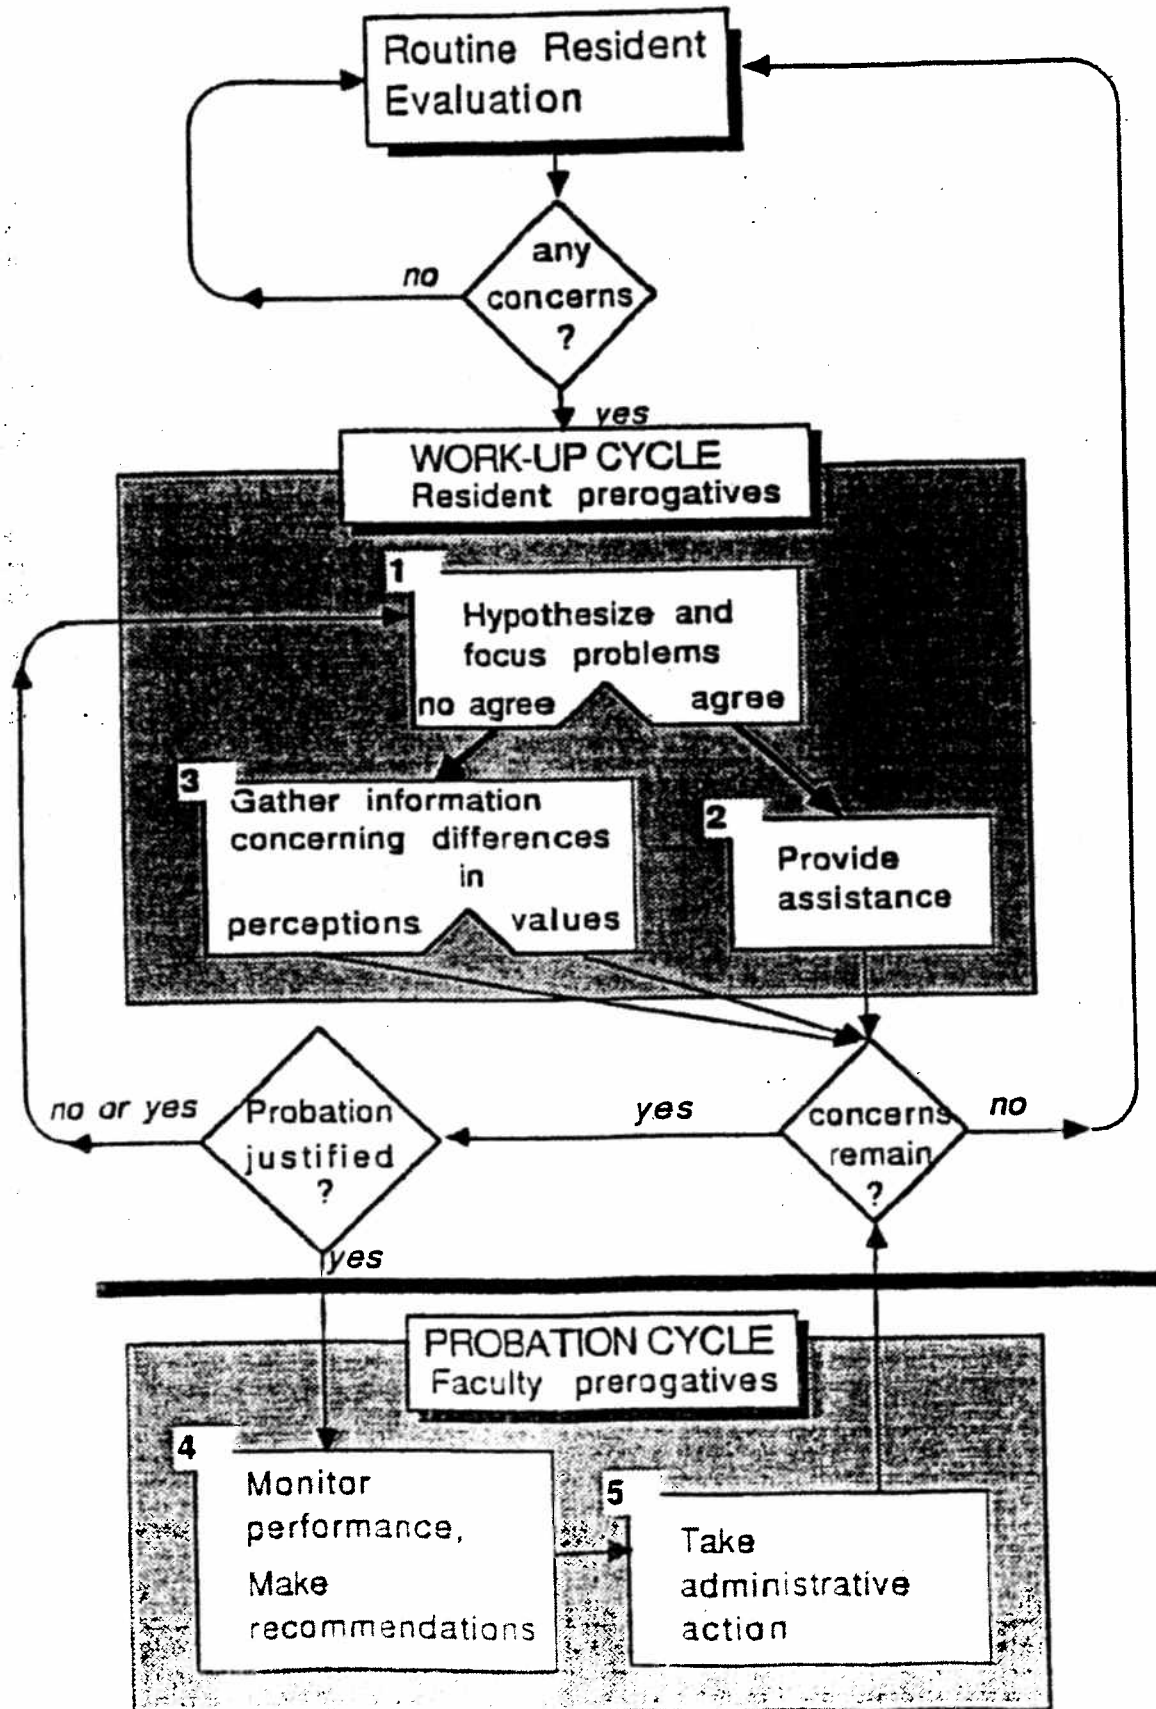 Routine Resident
Evaluation
any
concerns
?
no
yes
WORK-UP CYCLE
Resident prerogatives
1
Hypothesize and
focus problems
no agree
agree
3
Gather information
concerning differences
in
perceptions
values
2
Provide
assistance
no or yes
Probation
justified
?
yes
concerns
remain
?
no
yes
PROBATION CYCLE
Faculty prerogatives
4
Monitor
performance,
Make
recommendations
5
Take
administrative
action